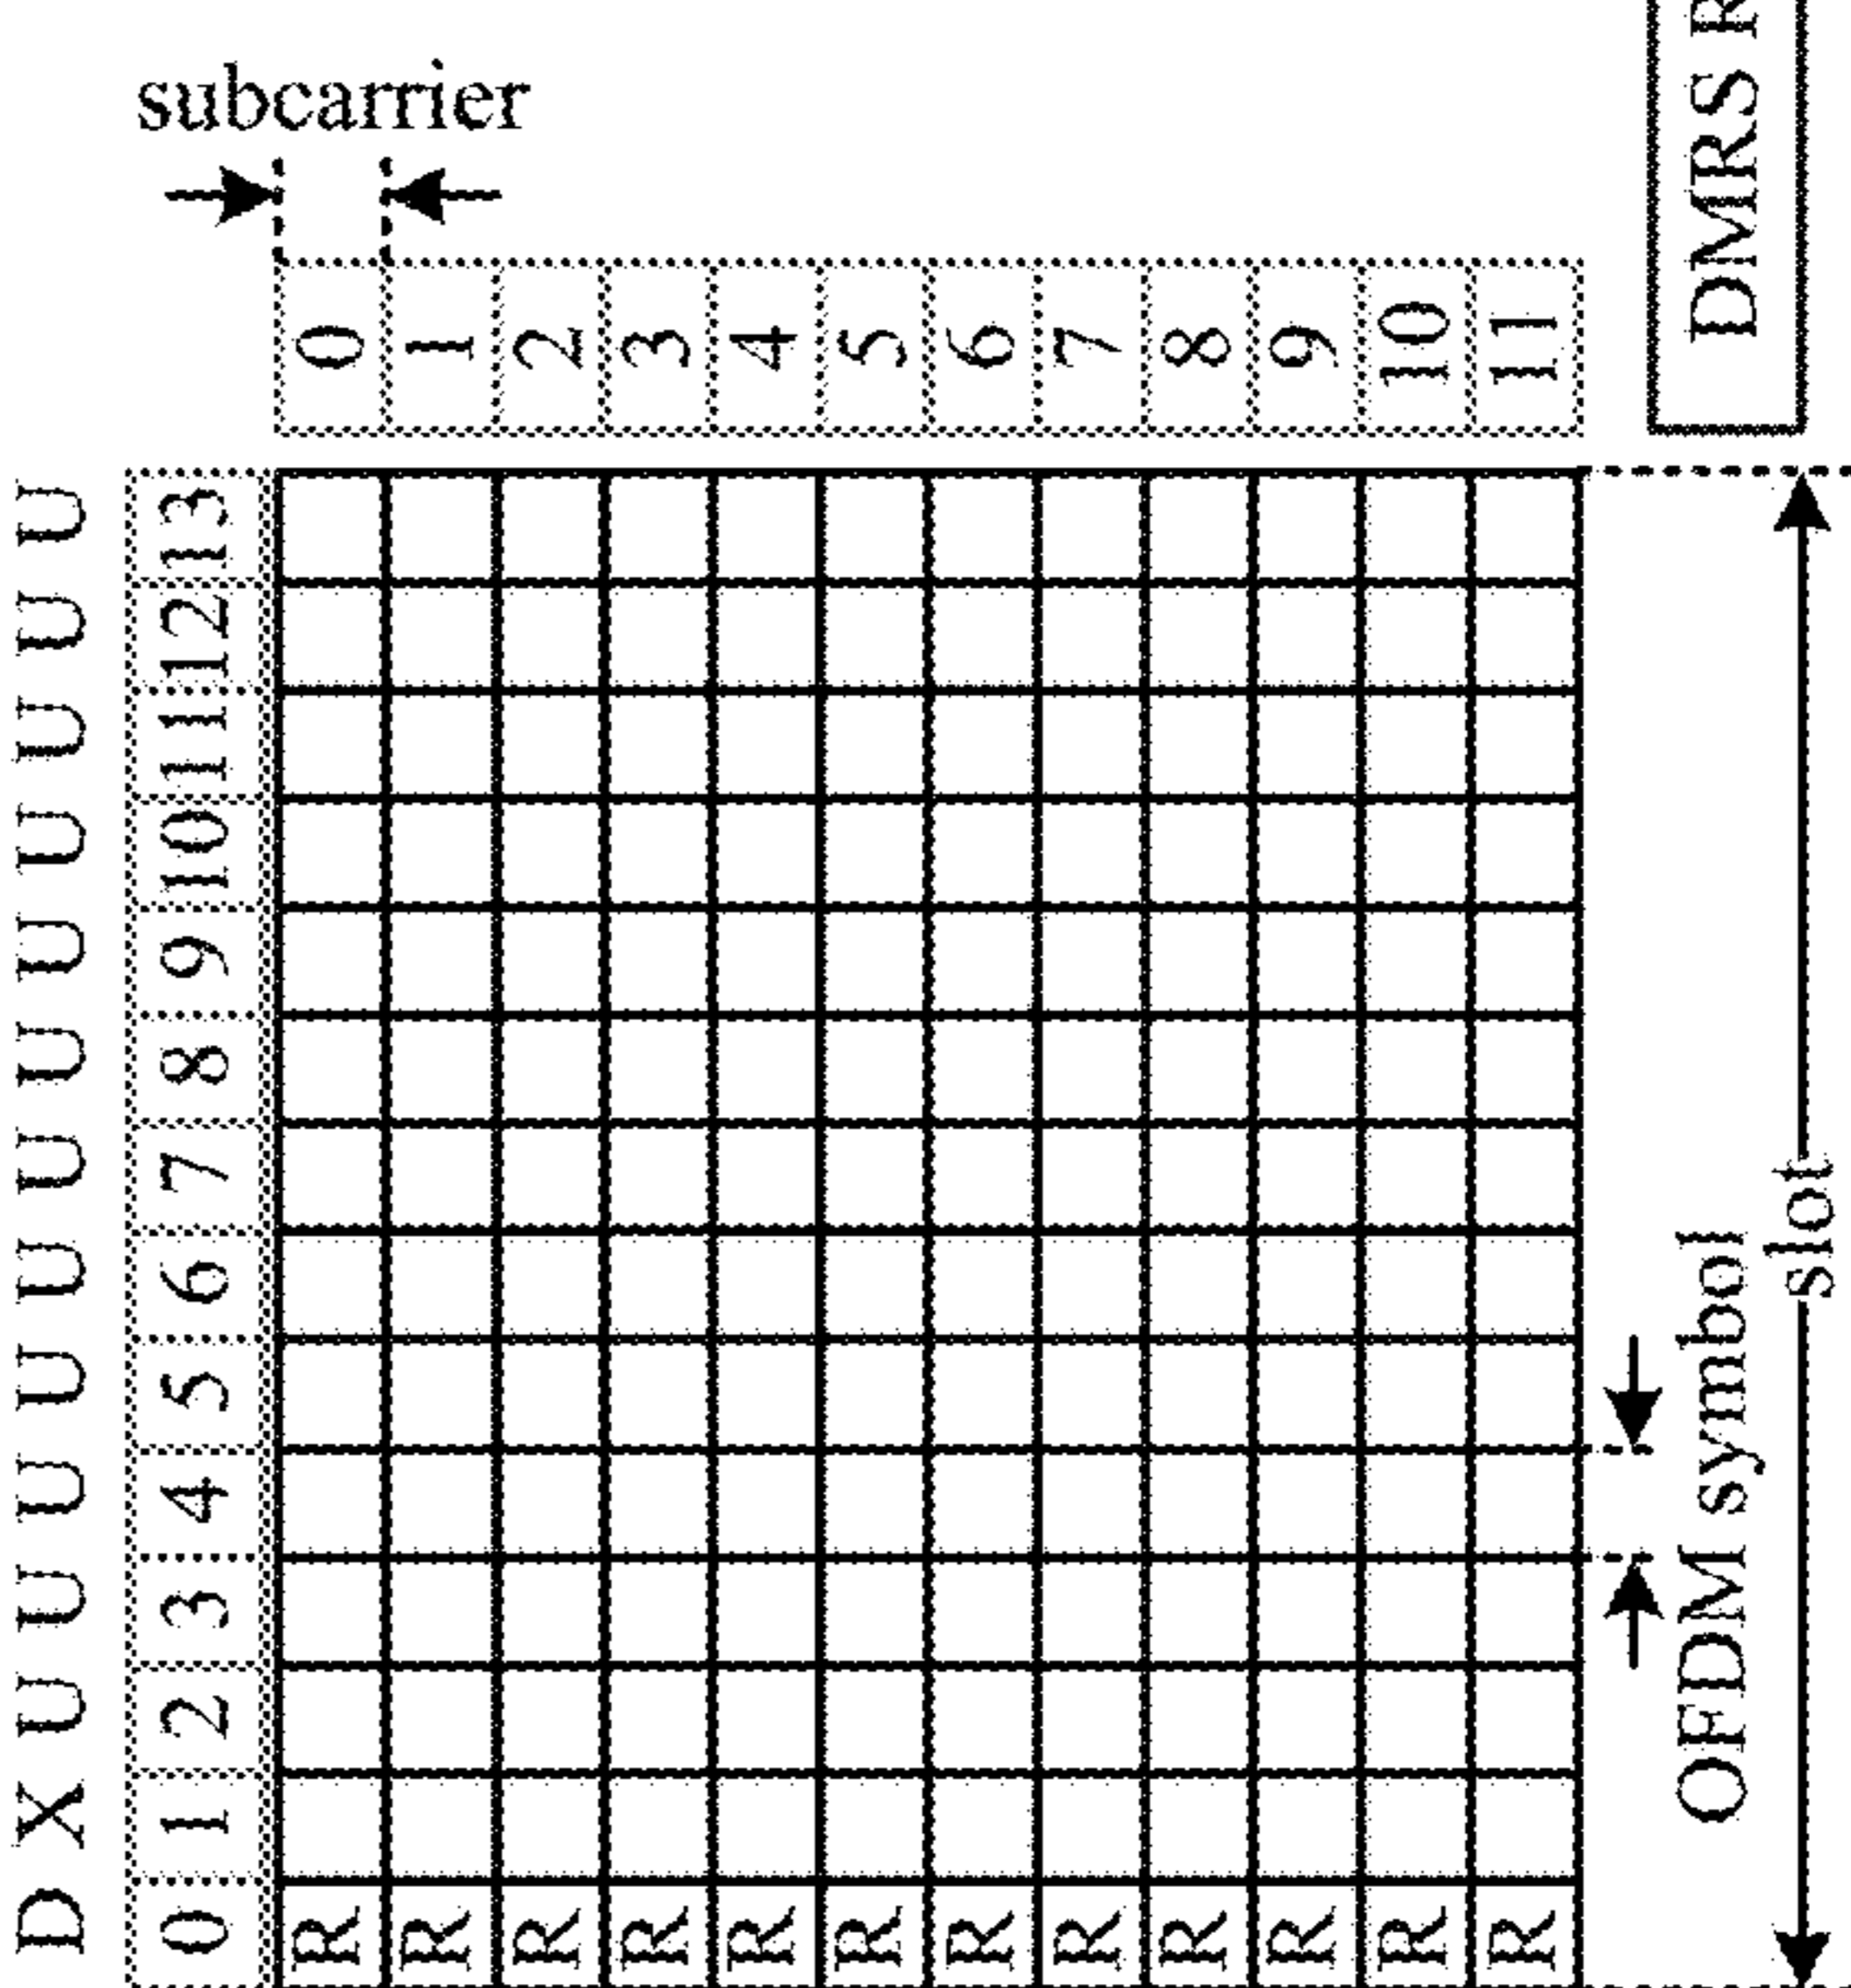 D X U U U U U U U U U U U U
0 1 2 3 4 5 6 7 8 9 10 11 12 13
subcarrier
R 0
R 1
R 2
R 3
R 4
R 5
R 6
R 7
R 8
R 9
R 10
R 11
OFDM symbol
slot
DMRS R